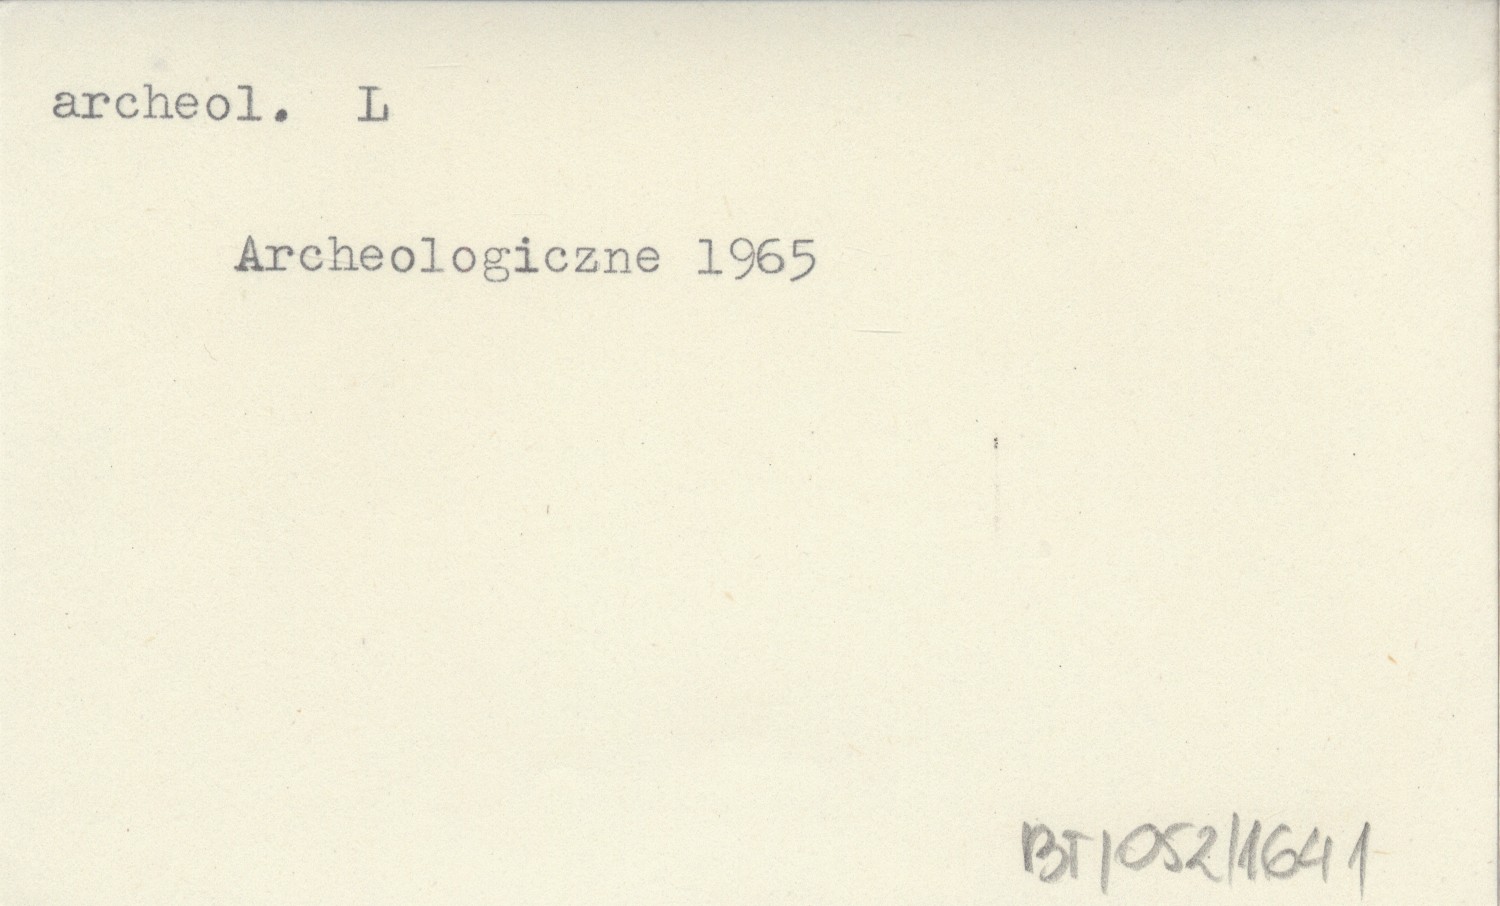 archeol. L
Archeologiczne 1965
BT/052/1641